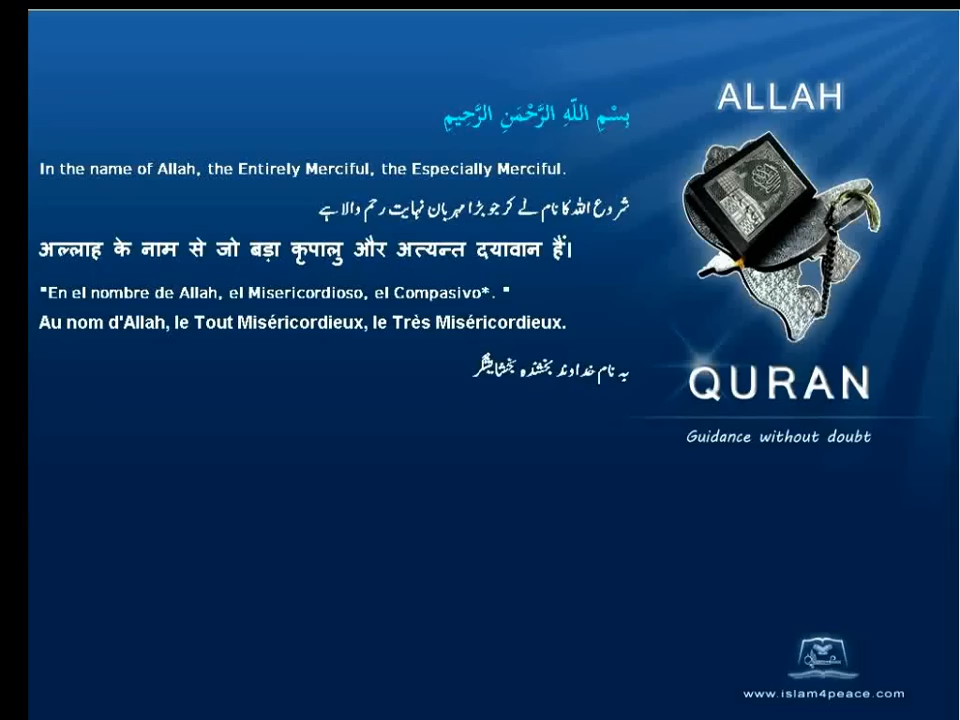 بِسْمِ اللّهِ الرَّحْمَنِ الرَّحِيمِ
In the name of Allah, the Entirely Merciful, the Especially Merciful.
شروع الله کا نام لے کر جو بڑا مہربان نہایت رحم والا ہے
अल्लाह के नाम से जो बड़ा कृपालु और अत्यन्त दयावान हैं।
"En el nombre de Allah, el Misericordioso, el Compasivo*. "
Au nom d'Allah, le Tout Miséricordieux, le Très Miséricordieux.
به نام خداوند بخشنده بخشایشگر
ALLAH
QURAN
Guidance without doubt
www.islam4peace.com